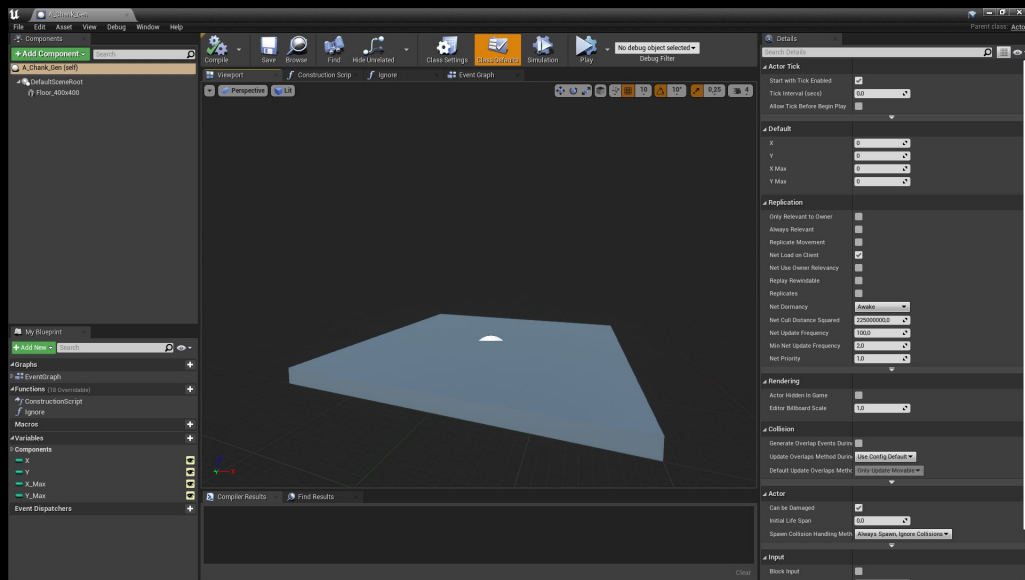 A_Chank_Gen
File Edit Asset View Debug Window Help
Parent class: Acto
Components
+Add Component
Search
A_Chank_Gen (self)
DefaultSceneRoot
Floor_400x400
Compile
Save
Browse
Find
Hide Unrelated
Class Settings
Class Defaults
Simulation
Play
No debug object selected
Debug Filter
Viewport
Construction Scrip
Ignore
Event Graph
Perspective
Lit
10
10°
0,25
4
My Blueprint
+Add New
Search
Graphs
EventGraph
Functions (18 Overridable)
ConstructionScript
Ignore
Macros
Variables
Components
X
Y
X_Max
Y_Max
Event Dispatchers
Compiler Results
Find Results
Clear
Details
Search Details
Actor Tick
Start with Tick Enabled
Tick Interval (secs) 0,0
Allow Tick Before Begin Play
Default
X 0
Y 0
X Max 0
Y Max 0
Replication
Only Relevant to Owner
Always Relevant
Replicate Movement
Net Load on Client
Net Use Owner Relevancy
Replay Rewindable
Replicates
Net Dormancy Awake
Net Cull Distance Squared 225000000,0
Net Update Frequency 100,0
Min Net Update Frequency 2,0
Net Priority 1,0
Rendering
Actor Hidden In Game
Editor Billboard Scale 1,0
Collision
Generate Overlap Events Durin
Update Overlaps Method Durin Use Config Default
Default Update Overlaps Metho Only Update Movable
Actor
Can be Damaged
Initial Life Span 0,0
Spawn Collision Handling Meth Always Spawn, Ignore Collisions
Input
Block Input